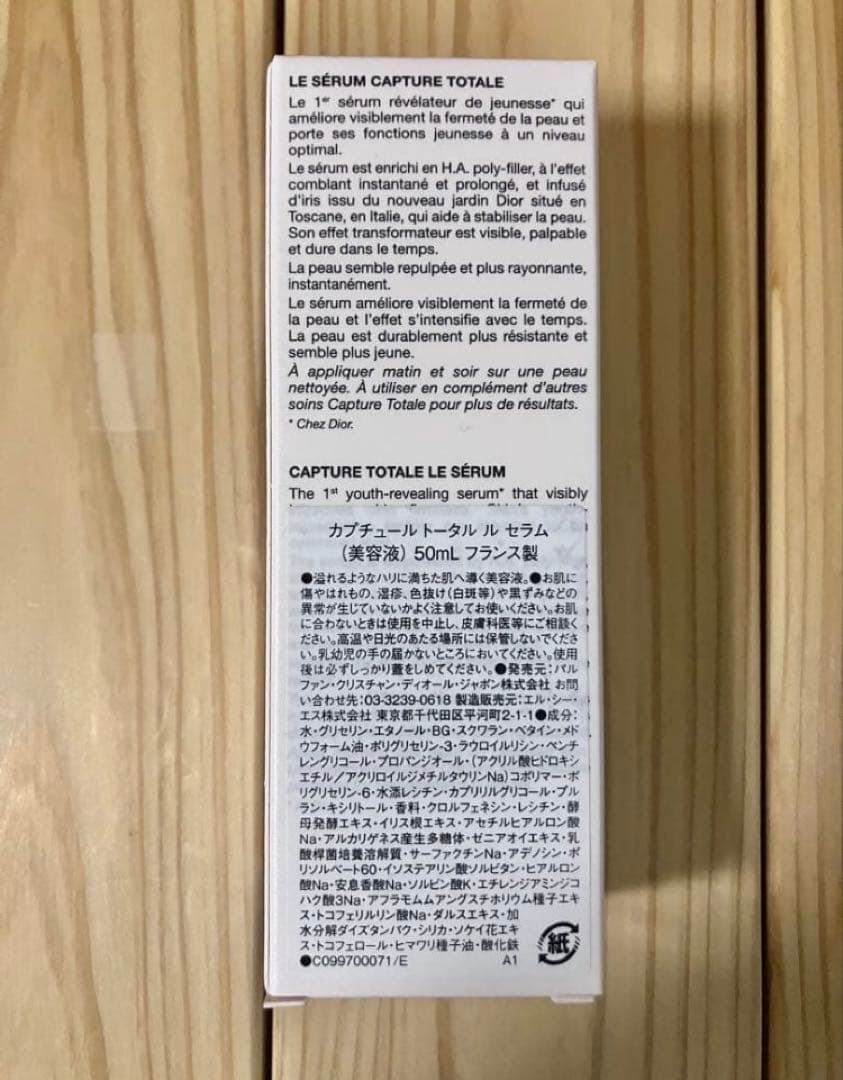 LE SÉRUM CAPTURE TOTALE
Le 1er sérum révélateur de jeunesse* qui
améliore visiblement la fermeté de la peau et
porte ses fonctions jeunesse à un niveau
optimal.
Le sérum est enrichi en H.A. poly-filler, à l'effet
comblant instantané et prolongé, et infusé
d'iris issu du nouveau jardin Dior situé en
Toscane, en Italie, qui aide à stabiliser la peau.
Son effet transformateur est visible, palpable
et dure dans le temps.
La peau semble repulpée et plus rayonnante,
instantanément.
Le sérum améliore visiblement la fermeté de
la peau et l'effet s'intensifie avec le temps.
La peau est durablement plus résistante et
semble plus jeune.
À appliquer matin et soir sur une peau
nettoyée. À utiliser en complément d'autres
soins Capture Totale pour plus de résultats.
* Chez Dior.
CAPTURE TOTALE LE SÉRUM
The 1st youth-revealing serum* that visibly
カプチュール トータル ル セラム
（美容液）50mL フランス製
●溢れるようなハリに満ちた肌へ導く美容液。●お肌に
傷やはれもの、湿疹、色抜け(白斑等)や黒ずみなどの
異常が生じていないかよく注意してお使いください。お肌
に合わないときは使用を中止し、皮膚科医等にご相談く
ださい。高温や日光のあたる場所には保管しないでくださ
い。乳幼児の手の届かないところにおいてください。使用
後は必ずしっかり蓋をしめてください。●発売元：パル
ファン・クリスチャン・ディオール・ジャポン株式会社 お問
い合わせ先：03-3239-0618 製造販売元：エル・シー・
エス株式会社 東京都千代田区平河町2-1-1●成分：
水・グリセリン・エタノール・BG・スクワラン・ベタイン・メド
ウフォーム油・ポリグリセリン-3・ラウロイルリシン・ペンチ
レングリコール・プロパンジオール・（アクリル酸ヒドロキシ
エチル／アクリロイルジメチルタウリンNa）コポリマー・ポ
リグリセリン-6・水添レシチン・カプリリルグリコール・プル
ラン・キシリトール・香料・クロルフェネシン・レシチン・酵
母発酵エキス・イリス根エキス・アセチルヒアルロン酸
Na・アルカリゲネス産生多糖体・ゼニアオイエキス・乳
酸桿菌培養溶解質・サーファクチンNa・アデノシン・ポ
リソルベート60・イソステアリン酸ソルビタン・ヒアルロン
酸Na・安息香酸Na・ソルビン酸K・エチレンジアミンジコ
ハク酸3Na・アフラモムムアングスチホリウム種子エキ
ス・トコフェリルリン酸Na・ダルスエキス・加
水分解ダイズタンパク・シリカ・ソケイ花エキ
ス・トコフェロール・ヒマワリ種子油・酸化鉄
●C099700071/E A1
紙